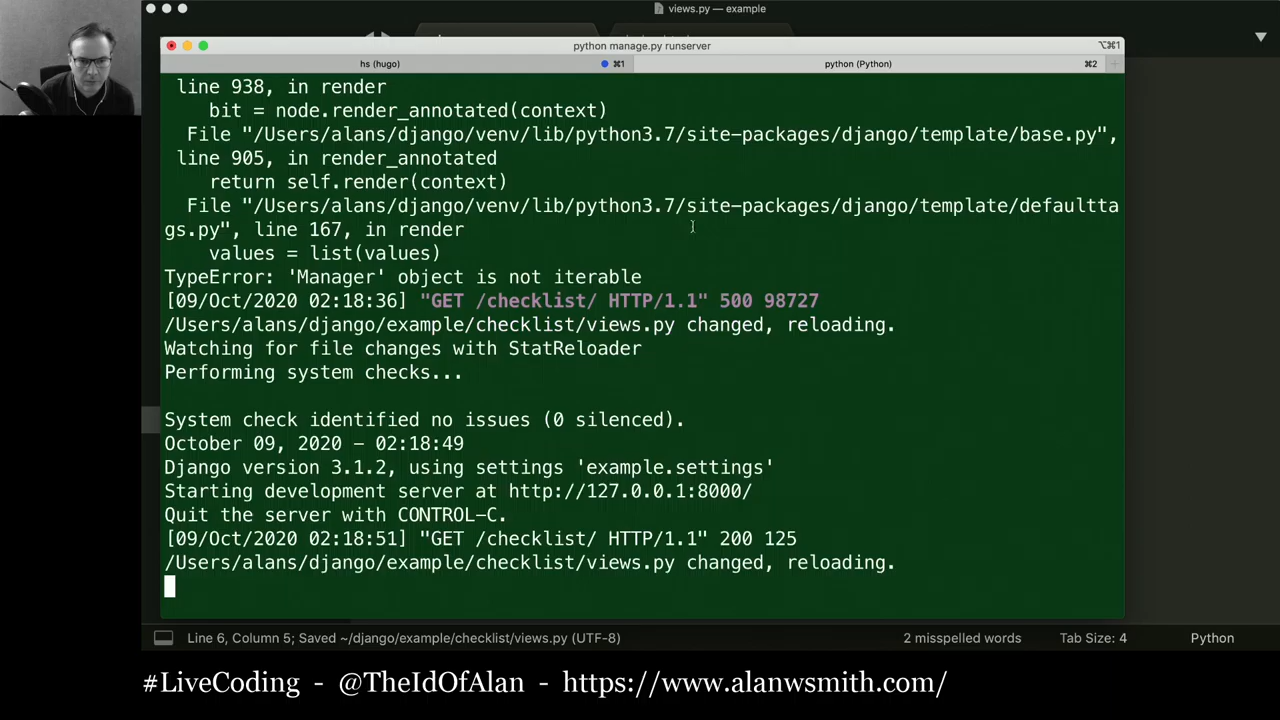 views.py — example
python manage.py runserver
⌥⌘1
hs (hugo)
⌘1
python (Python)
⌘2
line 938, in render
bit = node.render_annotated(context)
File "/Users/alans/django/venv/lib/python3.7/site-packages/django/template/base.py",
line 905, in render_annotated
return self.render(context)
File "/Users/alans/django/venv/lib/python3.7/site-packages/django/template/defaultta
gs.py", line 167, in render
values = list(values)
TypeError: 'Manager' object is not iterable
[09/Oct/2020 02:18:36] "GET /checklist/ HTTP/1.1" 500 98727
/Users/alans/django/example/checklist/views.py changed, reloading.
Watching for file changes with StatReloader
Performing system checks...
System check identified no issues (0 silenced).
October 09, 2020 - 02:18:49
Django version 3.1.2, using settings 'example.settings'
Starting development server at http://127.0.0.1:8000/
Quit the server with CONTROL-C.
[09/Oct/2020 02:18:51] "GET /checklist/ HTTP/1.1" 200 125
/Users/alans/django/example/checklist/views.py changed, reloading.
Line 6, Column 5; Saved ~/django/example/checklist/views.py (UTF-8)
2 misspelled words
Tab Size: 4
Python
#LiveCoding - @TheIdOfAlan - https://www.alanwsmith.com/